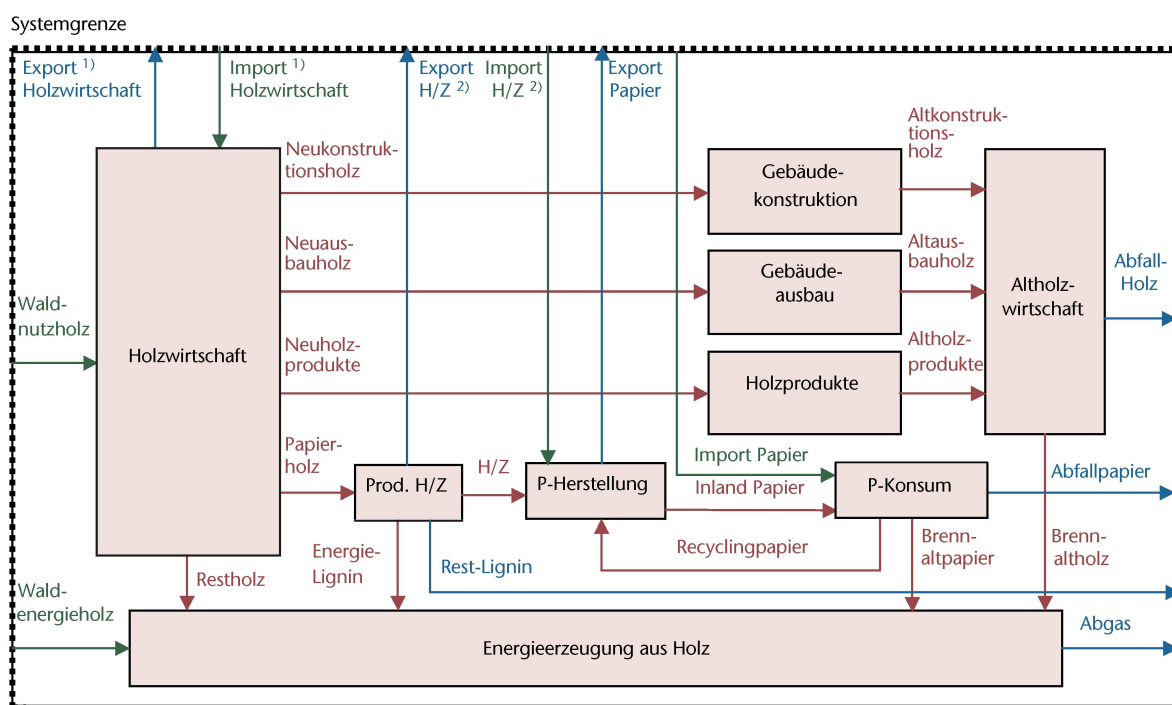 Systemgrenze
Export 1)
Holzwirtschaft
Import 1)
Holzwirtschaft
Export
H/Z 2)
Import
H/Z 2)
Export
Papier
Neukonstruk-
tionsholz
Gebäude-
konstruktion
Altkonstruk-
tions-
holz
Neuaus-
bauholz
Gebäude-
ausbau
Altaus-
bauholz
Altholz-
wirtschaft
Abfall-
Holz
Wald-
nutzholz
Holzwirtschaft
Neuholz-
produkte
Holzprodukte
Altholz-
produkte
Papier-
holz
Prod. H/Z
H/Z
P-Herstellung
Import Papier
Inland Papier
P-Konsum
Abfallpapier
Recyclingpapier
Brenn-
altpapier
Brenn-
altholz
Energie-
Lignin
Rest-Lignin
Restholz
Wald-
energieholz
Energieerzeugung aus Holz
Abgas